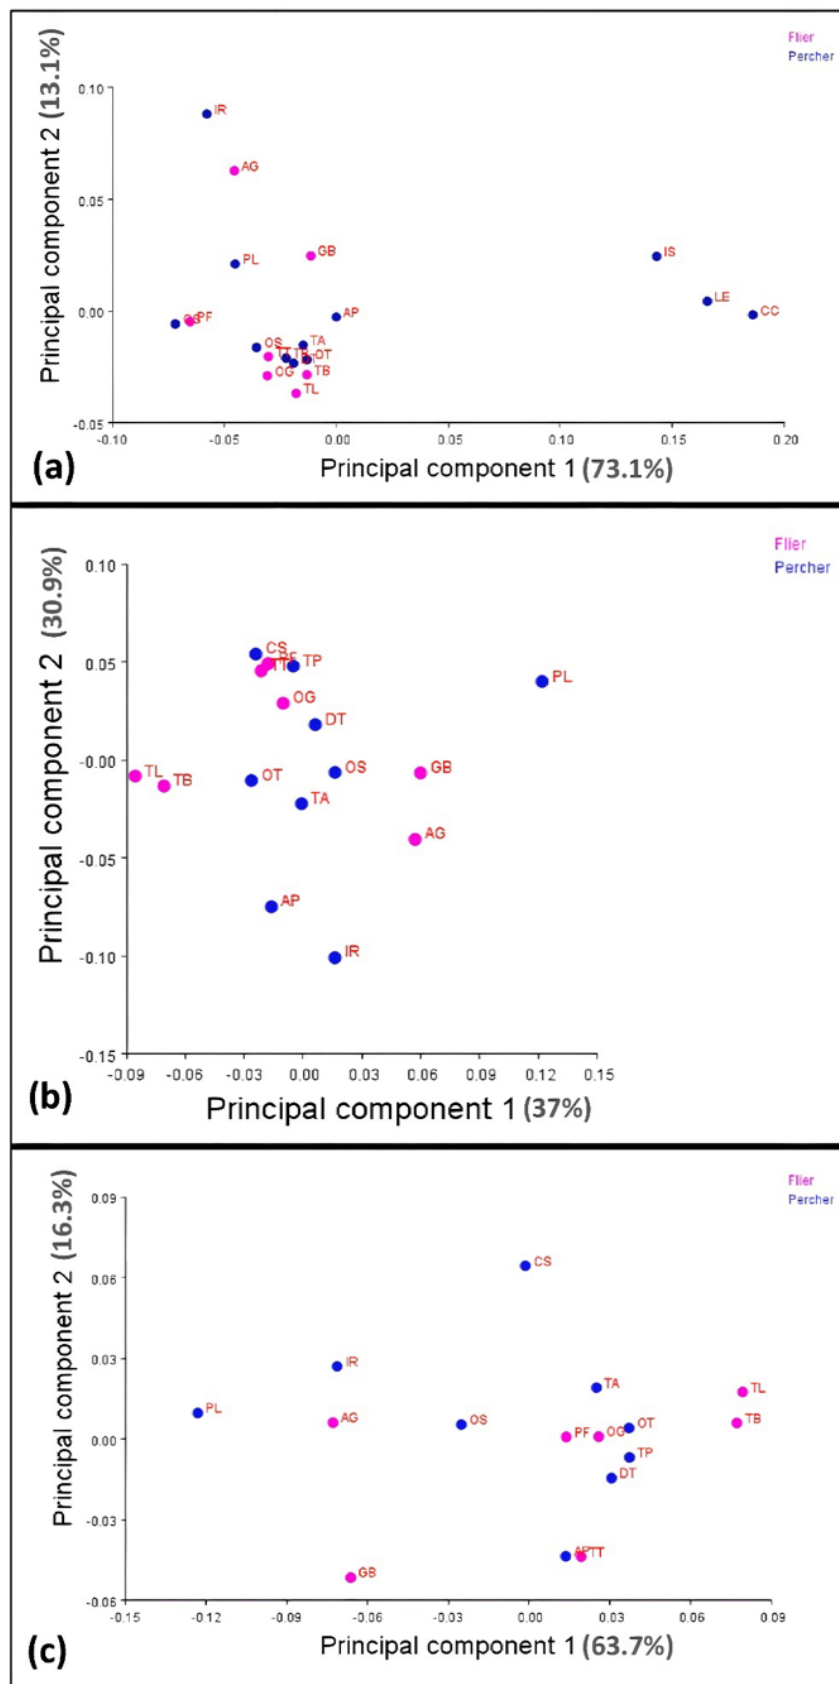 Flier
Percher
Principal component 2 (13.1%)
0.10
0.05
0.00
-0.05
IR
AG
GB
PL
IS
LE
CC
PF
AP
OS
TA
TT
TP
OT
OG
TB
TL
-0.10
-0.05
0.00
0.05
0.10
0.15
0.20
(a)
Principal component 1 (73.1%)
Flier
Percher
Principal component 2 (30.9%)
0.10
0.05
-0.00
-0.05
-0.10
-0.15
CS
PF
TT
TP
PL
OG
DT
TL
TB
OT
OS
GB
TA
AG
AP
IR
-0.09
-0.06
-0.03
0.00
0.03
0.06
0.09
0.12
0.15
(b)
Principal component 1 (37%)
Flier
Percher
Principal component 2 (16.3%)
0.09
0.06
0.03
0.00
-0.03
-0.06
CS
IR
TA
TL
PL
AG
OS
PF
OG
OT
TB
TP
DT
AP
TT
GB
-0.15
-0.12
-0.09
-0.06
-0.03
0.00
0.03
0.06
0.09
(c)
Principal component 1 (63.7%)